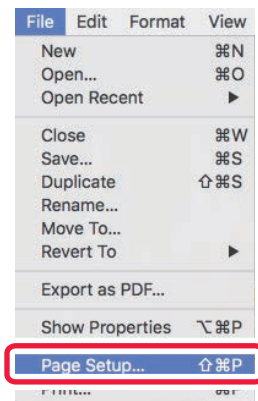 File Edit Format View
New ⌘N
Open... ⌘O
Open Recent ▶
Close ⌘W
Save... ⌘S
Duplicate ⇧⌘S
Rename...
Move To...
Revert To ▶
Export as PDF...
Show Properties ⌥⌘P
Page Setup... ⇧⌘P
Print... ⌘P